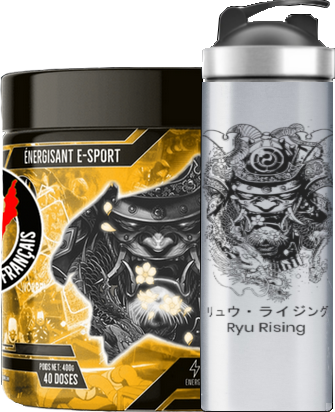 ÉNERGISANT E-SPORT
FRANÇAIS
POIDS NET: 400g
40 DOSES
リュウ・ライジング
Ryu Rising